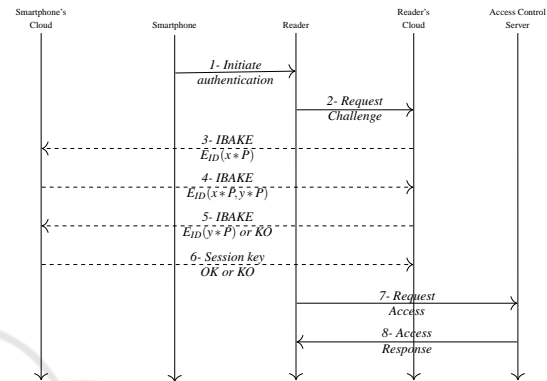 Smartphone's
Cloud
Smartphone
Reader
Reader's
Cloud
Access Control
Server
1- Initiate
authentication
2- Request
Challenge
3- IBAKE
E_ID(x * P)
4- IBAKE
E_ID(x * P, y * P)
5- IBAKE
E_ID(y * P) or KO
6- Session key
OK or KO
7- Request
Access
8- Access
Response